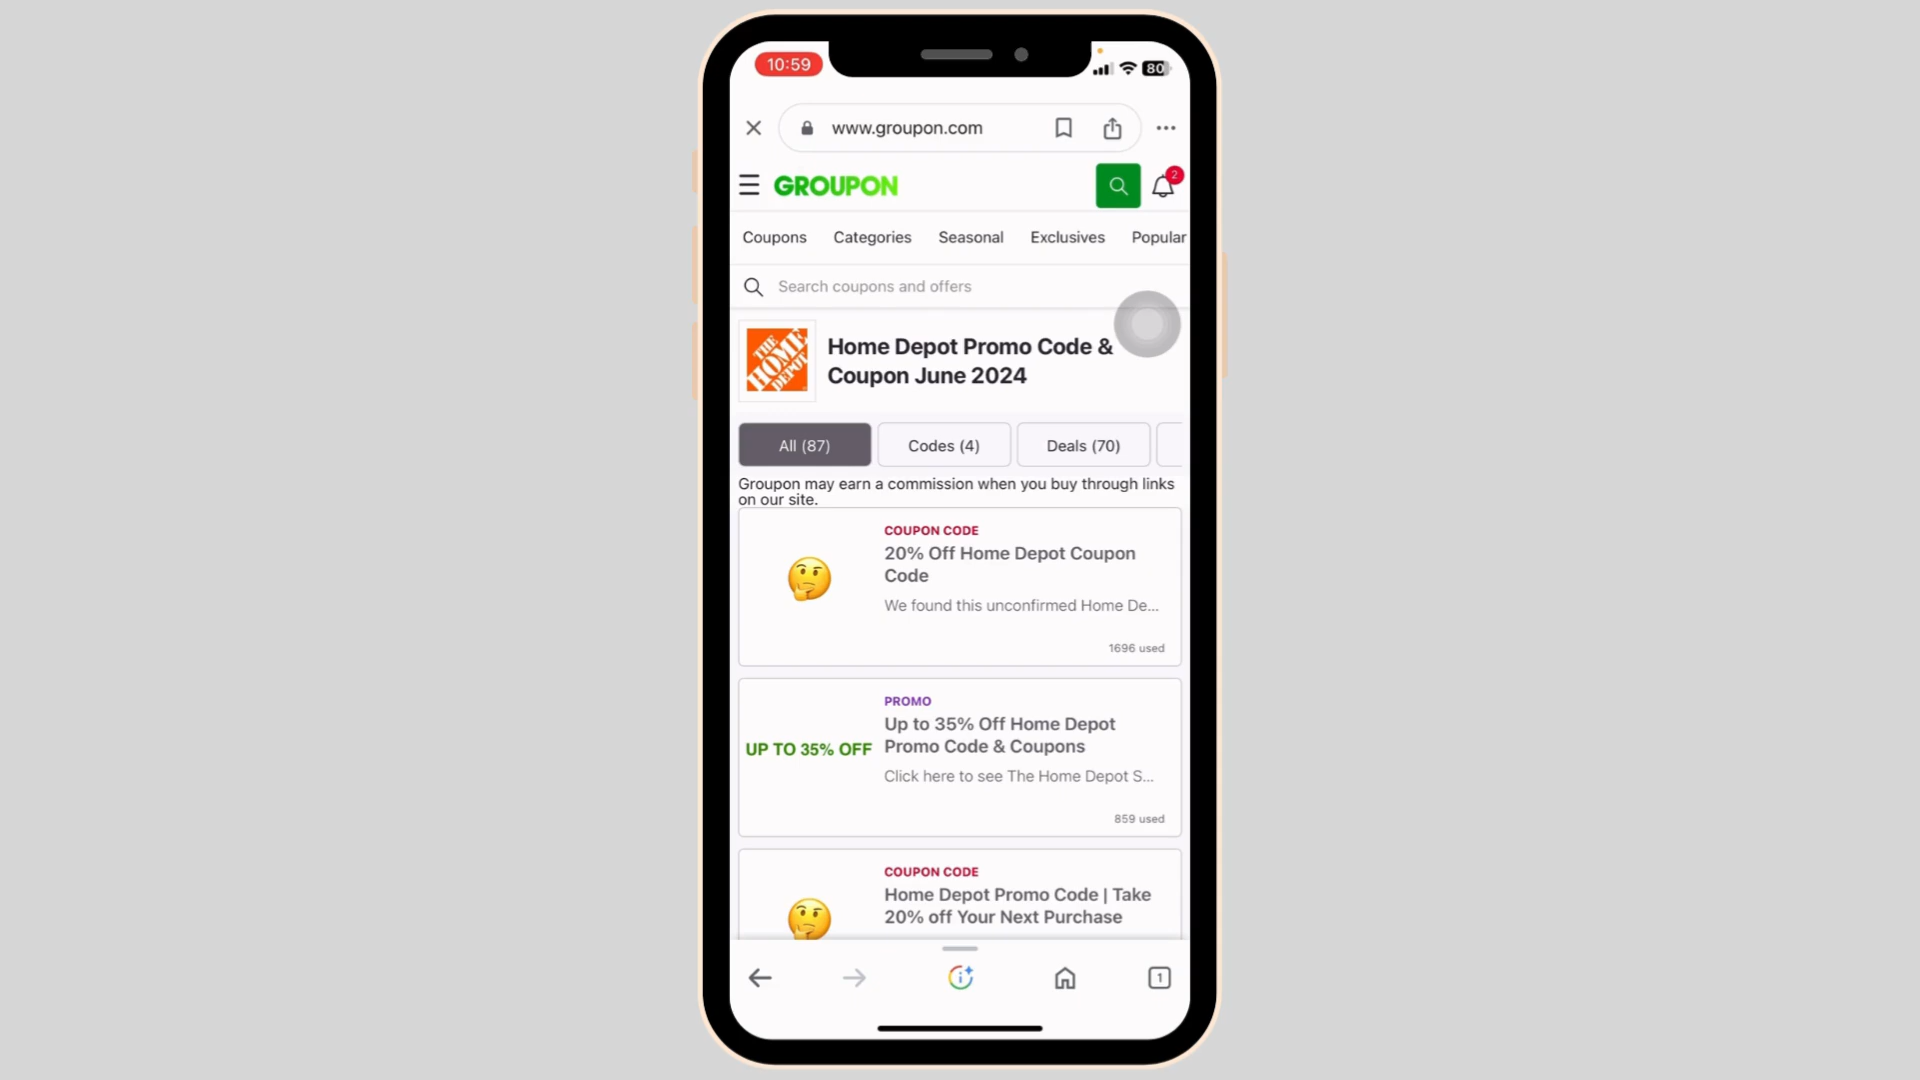 10:59
80
www.groupon.com
GROUPON
2
Coupons Categories Seasonal Exclusives Popular
Search coupons and offers
THE HOME DEPOT
Home Depot Promo Code &
Coupon June 2024
All (87) Codes (4) Deals (70)
Groupon may earn a commission when you buy through links
on our site.
COUPON CODE
20% Off Home Depot Coupon
Code
We found this unconfirmed Home De...
1696 used
PROMO
UP TO 35% OFF
Up to 35% Off Home Depot
Promo Code & Coupons
Click here to see The Home Depot S...
859 used
COUPON CODE
Home Depot Promo Code | Take
20% off Your Next Purchase
1